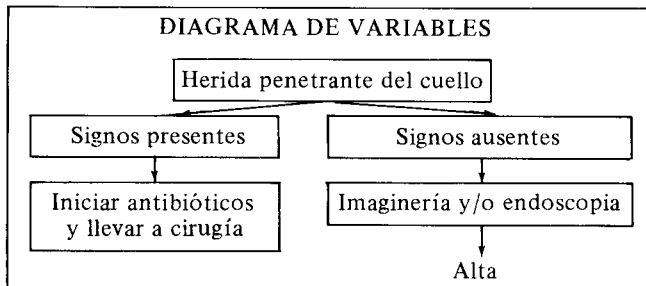 DIAGRAMA DE VARIABLES
Herida penetrante del cuello
Signos presentes
Signos ausentes
Iniciar antibióticos
y llevar a cirugía
Imaginería y/o endoscopia
Alta